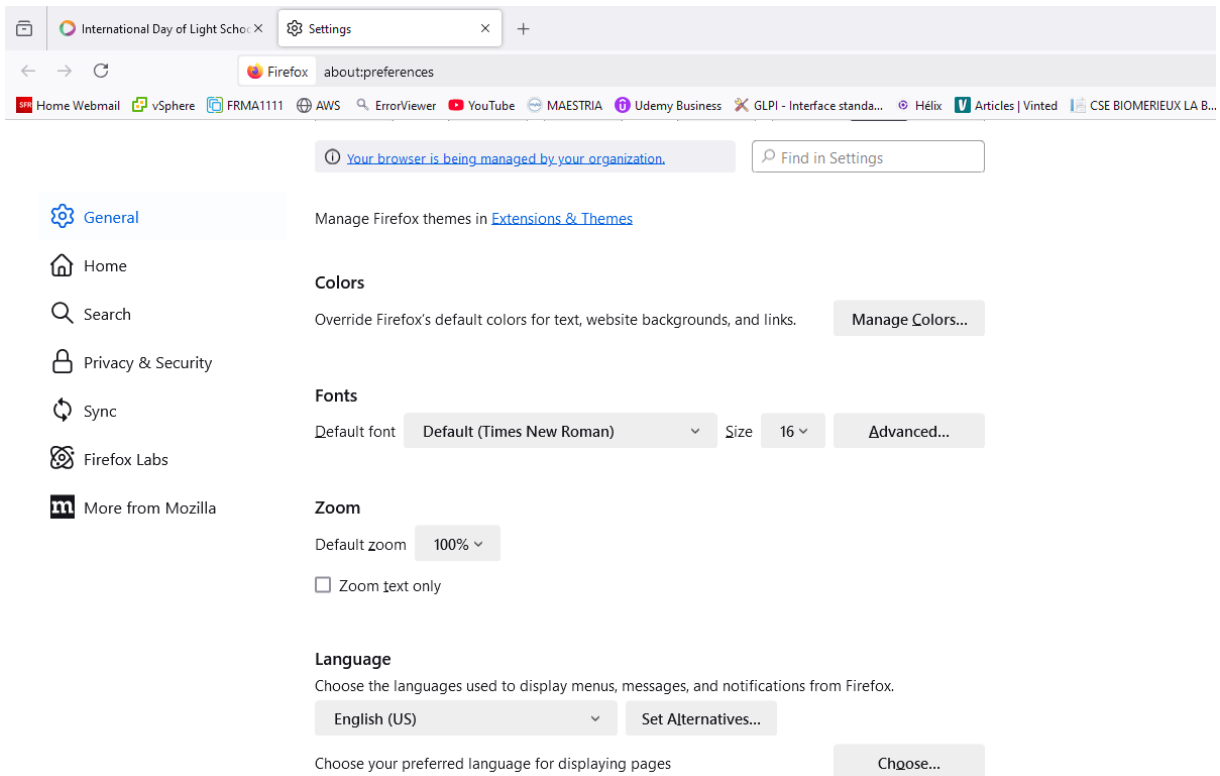 International Day of Light Schoc
Settings
Firefox about:preferences
SFR Home Webmail vSphere FRMA1111 AWS ErrorViewer YouTube MAESTRIA Udemy Business GLPI - Interface standa... Hélix Articles | Vinted CSE BIOMERIEUX LA B...
Your browser is being managed by your organization.
Find in Settings
General
Manage Firefox themes in Extensions & Themes
Home
Colors
Search
Override Firefox's default colors for text, website backgrounds, and links.
Manage Colors...
Privacy & Security
Fonts
Sync
Default font Default (Times New Roman) Size 16 Advanced...
Firefox Labs
m More from Mozilla
Zoom
Default zoom 100%
Zoom text only
Language
Choose the languages used to display menus, messages, and notifications from Firefox.
English (US) Set Alternatives...
Choose your preferred language for displaying pages Choose...